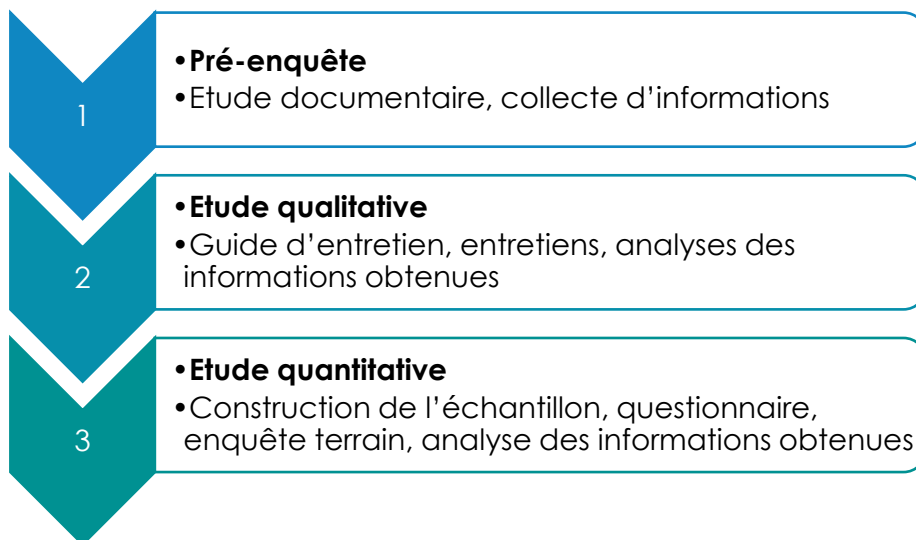 1
•Pré-enquête
•Etude documentaire, collecte d’informations
2
•Etude qualitative
•Guide d’entretien, entretiens, analyses des
informations obtenues
3
•Etude quantitative
•Construction de l’échantillon, questionnaire,
enquête terrain, analyse des informations obtenues